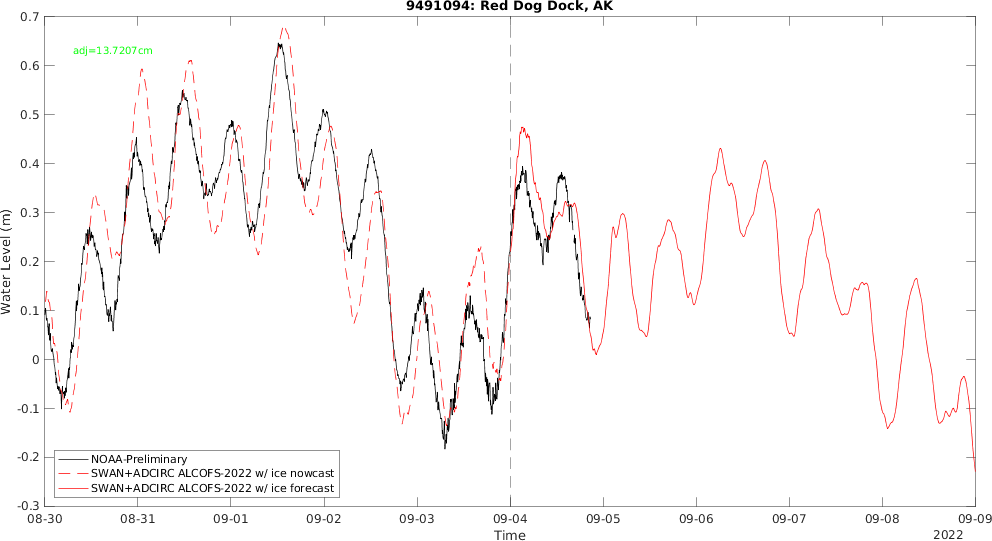 9491094: Red Dog Dock, AK
adj=13.7207cm
0.7
0.6
0.5
0.4
0.3
0.2
0.1
0
-0.1
-0.2
-0.3
Water Level (m)
NOAA-Preliminary
SWAN+ADCIRC ALCOFS-2022 w/ ice nowcast
SWAN+ADCIRC ALCOFS-2022 w/ ice forecast
08-30 08-31 09-01 09-02 09-03 09-04 09-05 09-06 09-07 09-08 09-09
Time
2022